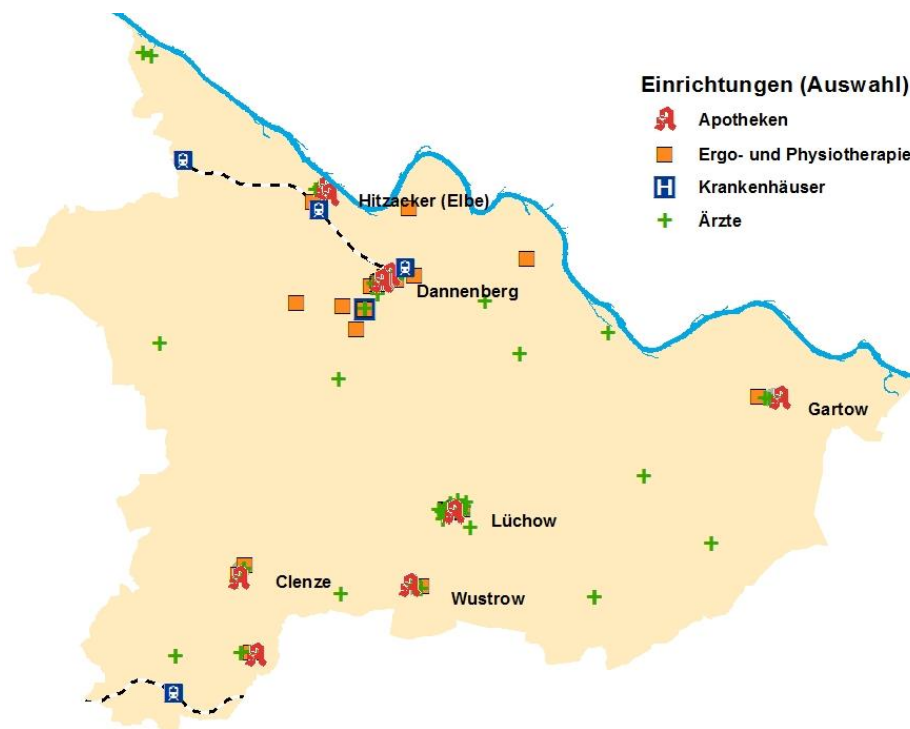 Einrichtungen (Auswahl)
Apotheken
Ergo- und Physiotherapie
H Krankenhäuser
Ärzte
Hitzacker (Elbe)
Dannenberg
Gartow
Lüchow
Clenze
Wustrow